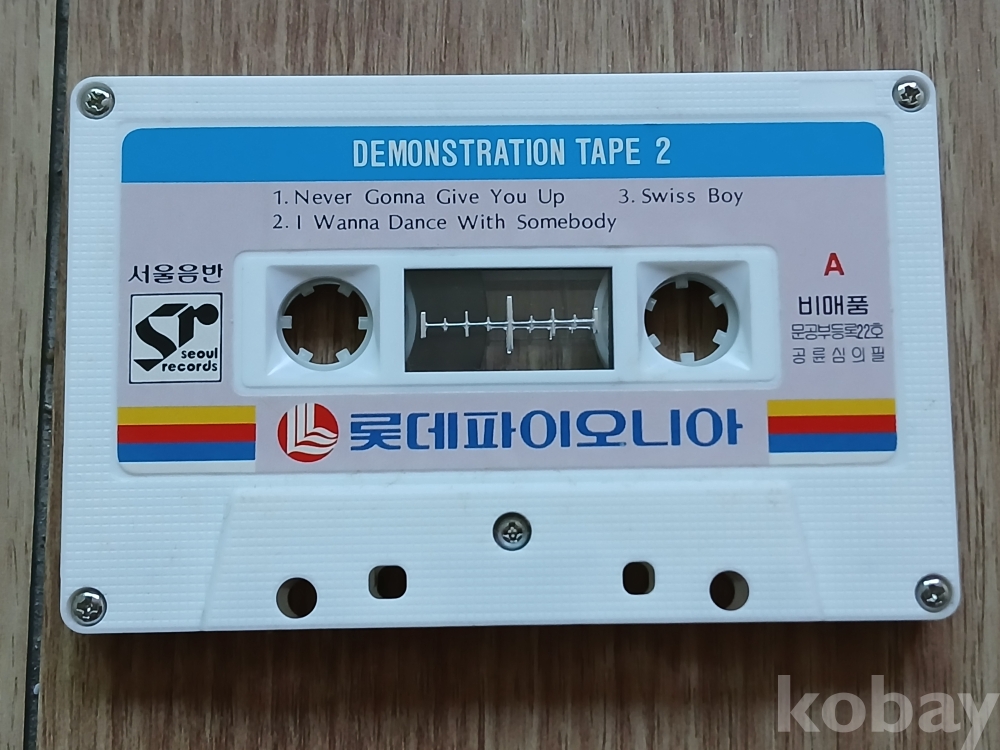 DEMONSTRATION TAPE 2
1. Never Gonna Give You Up 3. Swiss Boy
2. I Wanna Dance With Somebody
서울음반
Sr
seoul
records
A
비매품
문공부등록22호
공륜심의필
롯데파이오니아
kobay